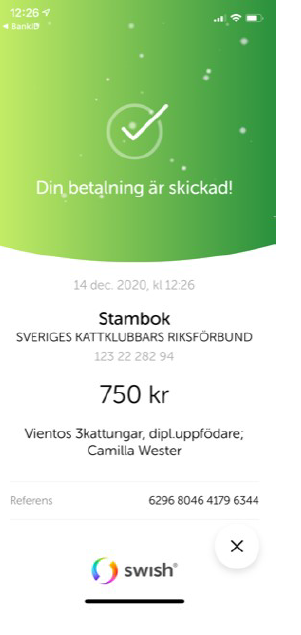 12:26
BankID
Din betalning är skickad!
14 dec. 2020, kl 12:26
Stambok
SVERIGES KATTKLUBBARS RIKSFÖRBUND
123 22 282 94
750 kr
Vientos 3kattungar, dipl.uppfödare;
Camilla Wester
Referens 6296 8046 4179 6344
swish®